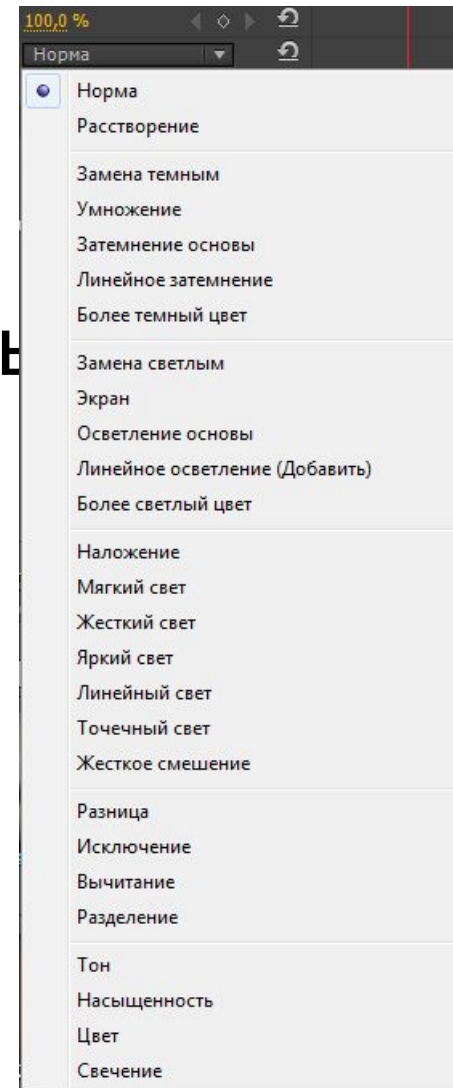 100,0 %
Норма
Норма
Расстворение
Замена темным
Умножение
Затемнение основы
Линейное затемнение
Более темный цвет
Замена светлым
Экран
Осветление основы
Линейное осветление (Добавить)
Более светлый цвет
Наложение
Мягкий свет
Жесткий свет
Яркий свет
Линейный свет
Точечный свет
Жесткое смешение
Разница
Исключение
Вычитание
Разделение
Тон
Насыщенность
Цвет
Свечение